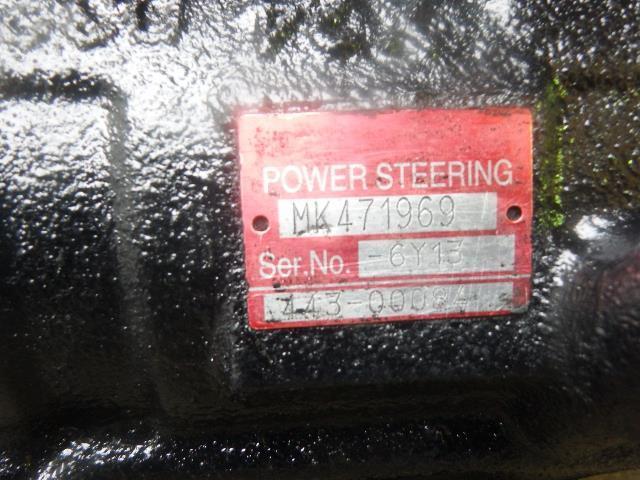 POWER STEERING
MK471969
Ser.No. -6Y13
443-00084